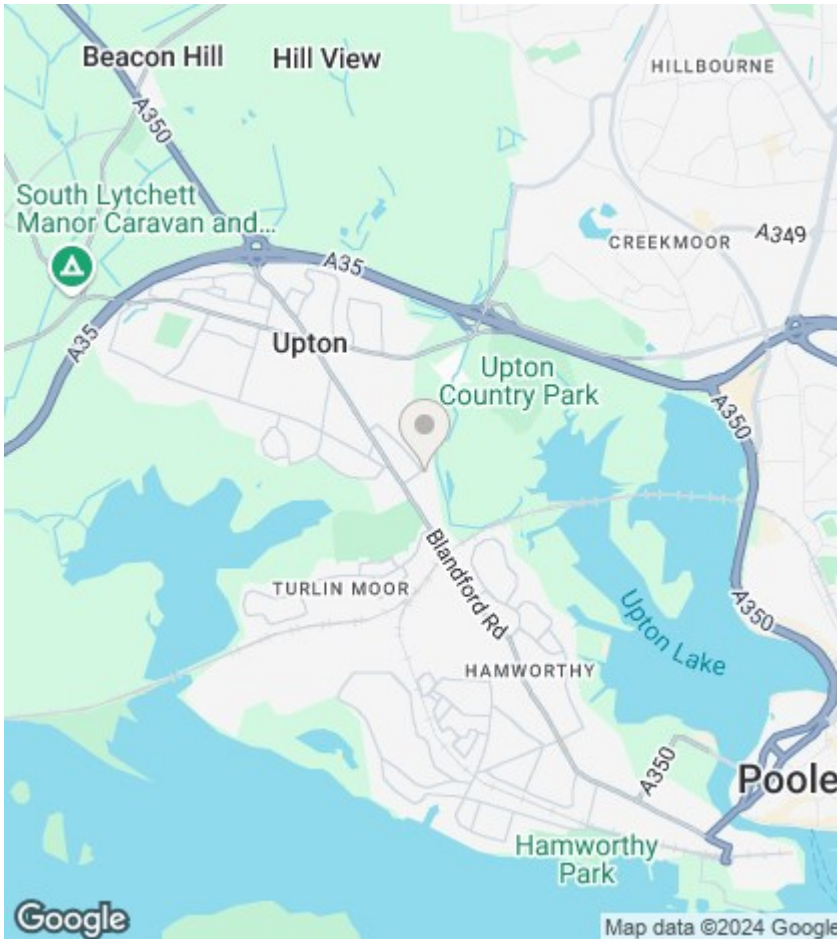 Beacon Hill
Hill View
HILLBOURNE
A350
South Lytchett
Manor Caravan and...
CREEKMOOR
A349
A35
A35
Upton
Upton
Country Park
A350
Blandford Rd
TURLIN MOOR
A350
Upton Lake
HAMWORTHY
A350
Poole
Hamworthy
Park
Google
Map data ©2024 Google